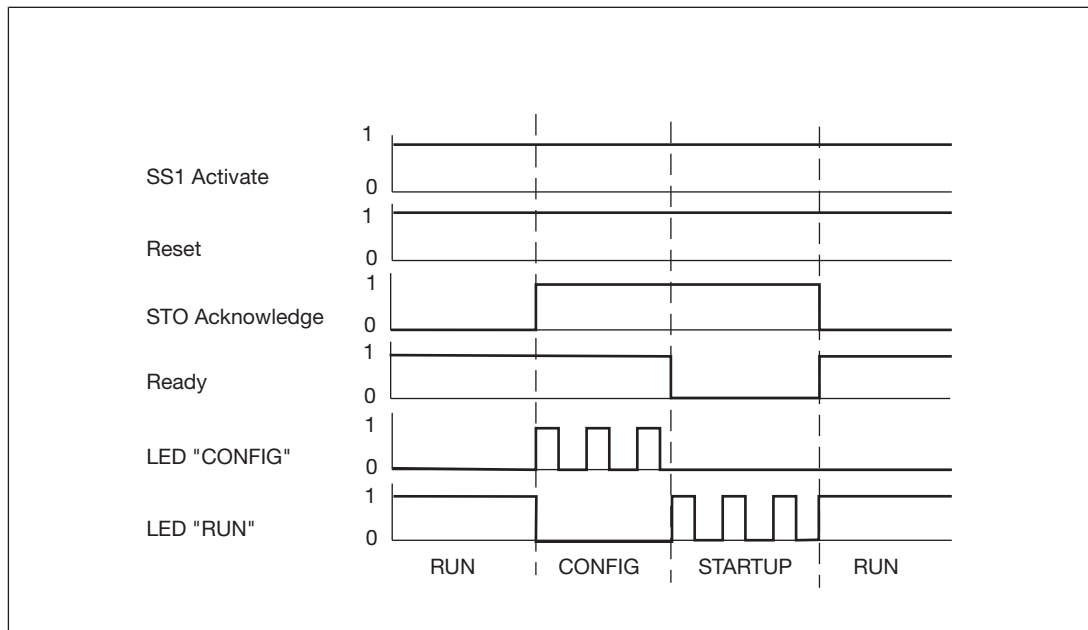 1
SS1 Activate
0
1
Reset
0
1
STO Acknowledge
0
1
Ready
0
1
LED "CONFIG"
0
1
LED "RUN"
0
RUN CONFIG STARTUP RUN